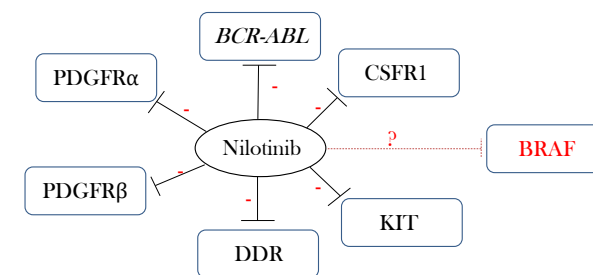 BCR-ABL
PDGFRα
CSFR1
-
-
-
Nilotinib
?
BRAF
-
-
-
PDGFRβ
KIT
DDR